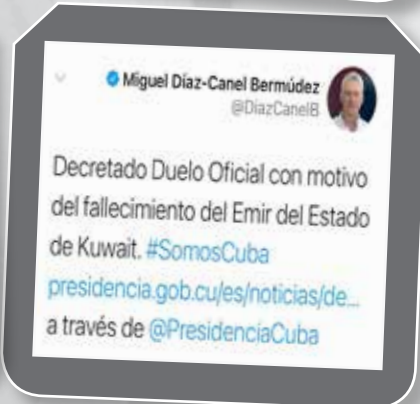 Miguel Díaz-Canel Bermúdez
@DiazCanelB
Decretado Duelo Oficial con motivo
del fallecimiento del Emir del Estado
de Kuwait. #SomosCuba
presidencia.gob.cu/es/noticias/de...
a través de @PresidenciaCuba